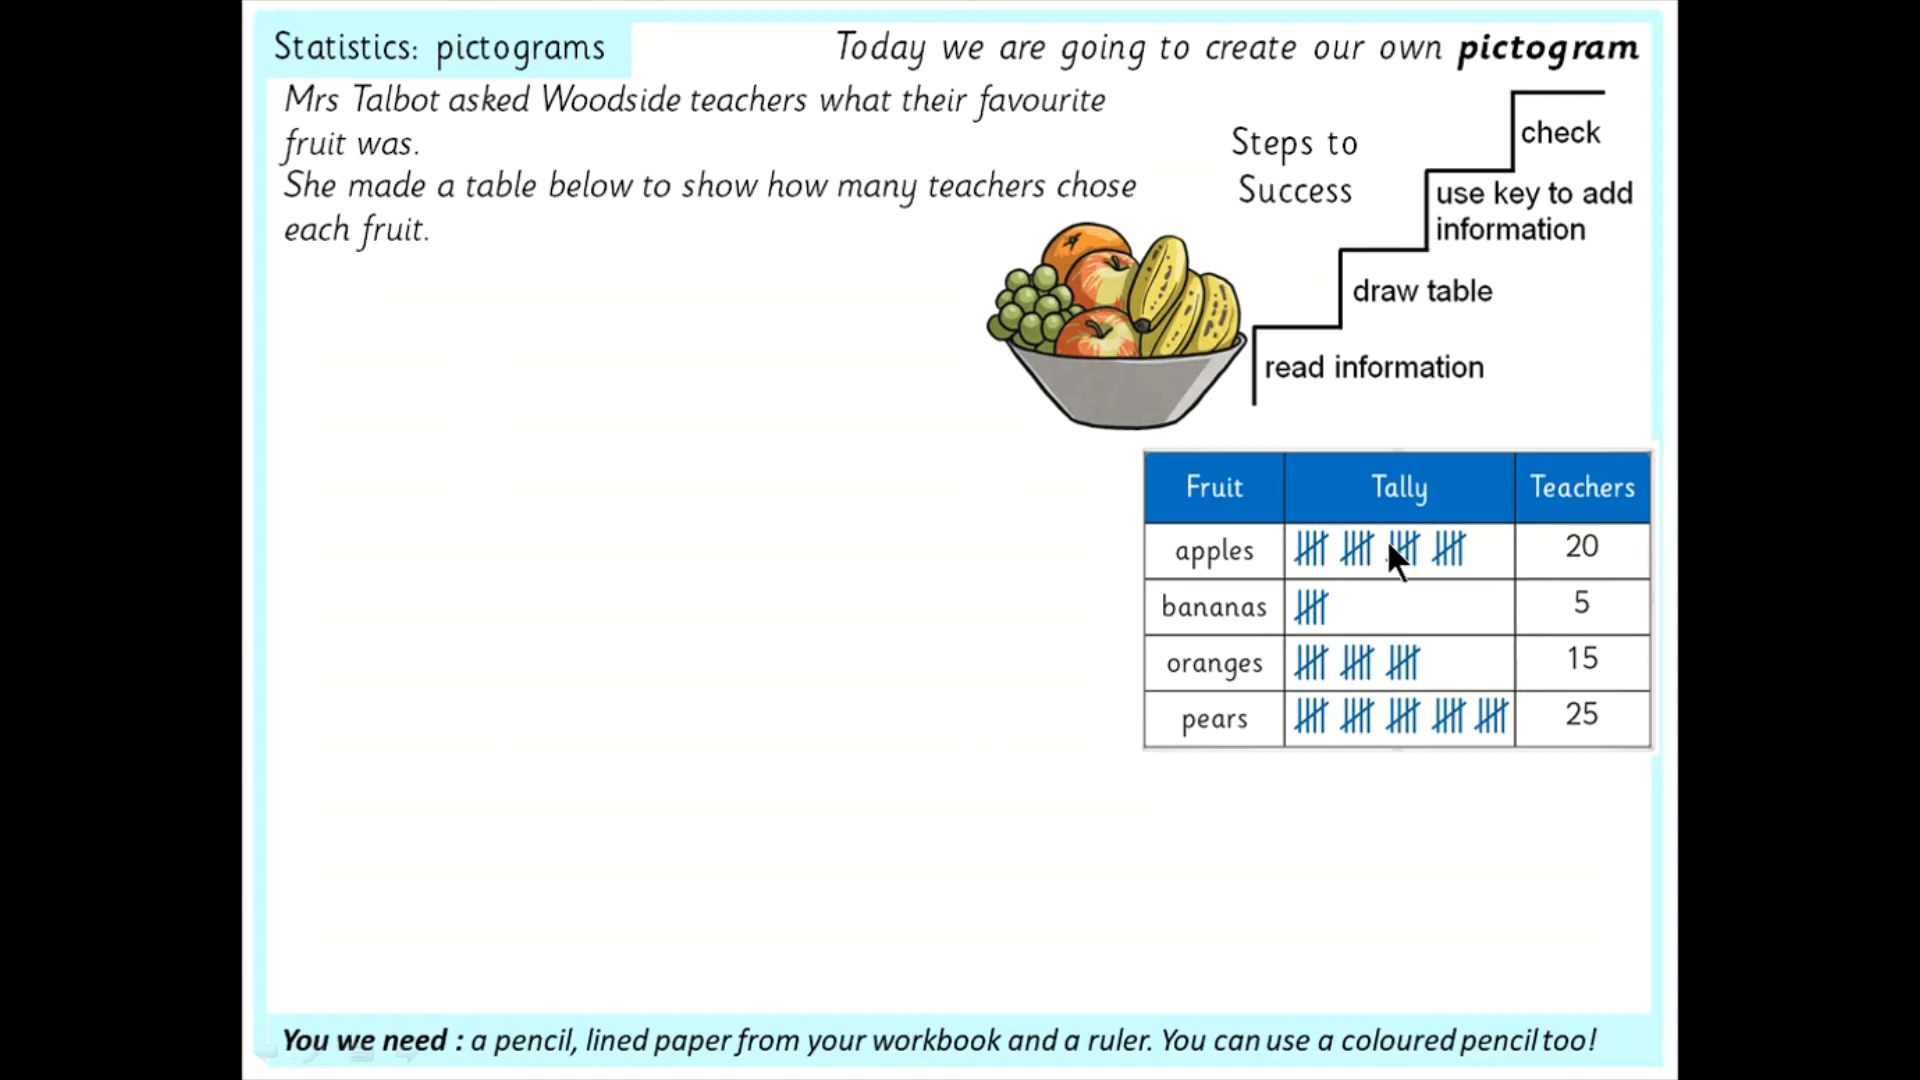 Statistics: pictograms
Today we are going to create our own pictogram
Mrs Talbot asked Woodside teachers what their favourite
fruit was.
She made a table below to show how many teachers chose
each fruit.
Steps to
Success
check
use key to add
information
draw table
read information
Fruit Tally Teachers
apples 20
bananas 5
oranges 15
pears 25
You we need : a pencil, lined paper from your workbook and a ruler. You can use a coloured pencil too!